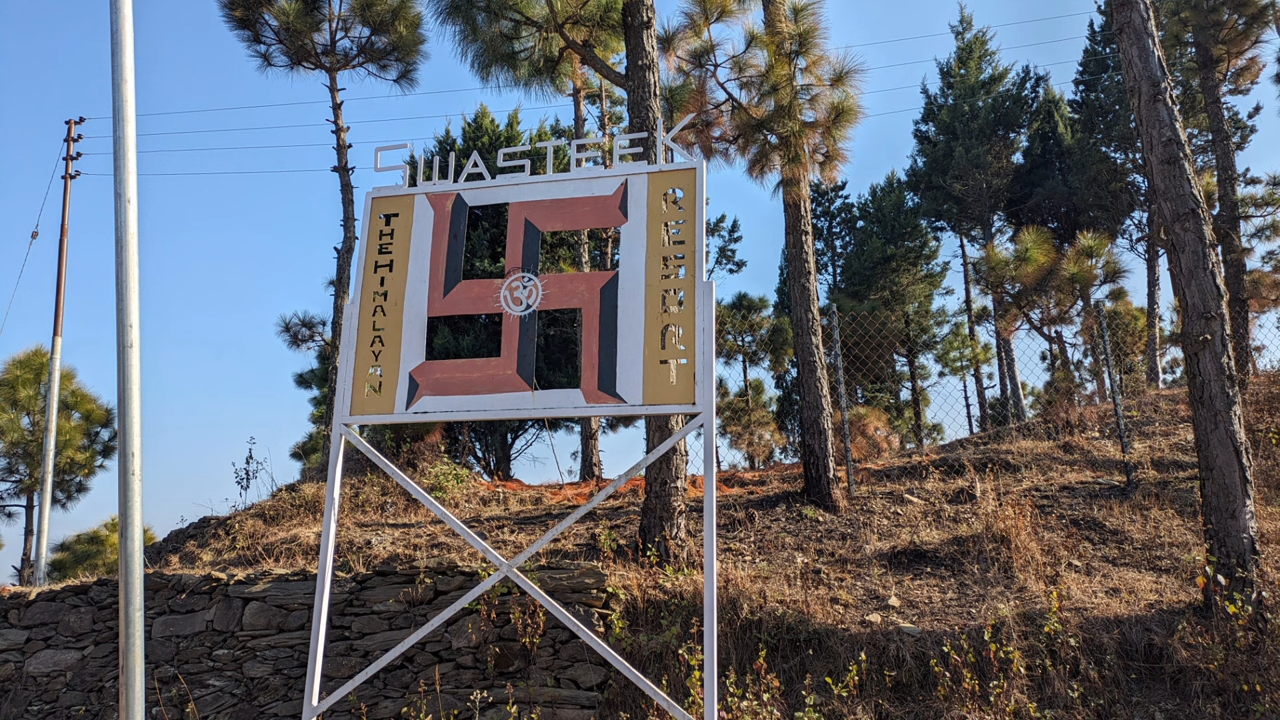 SWASTEEK
THE HIMALAYAN
RESORT
ॐ